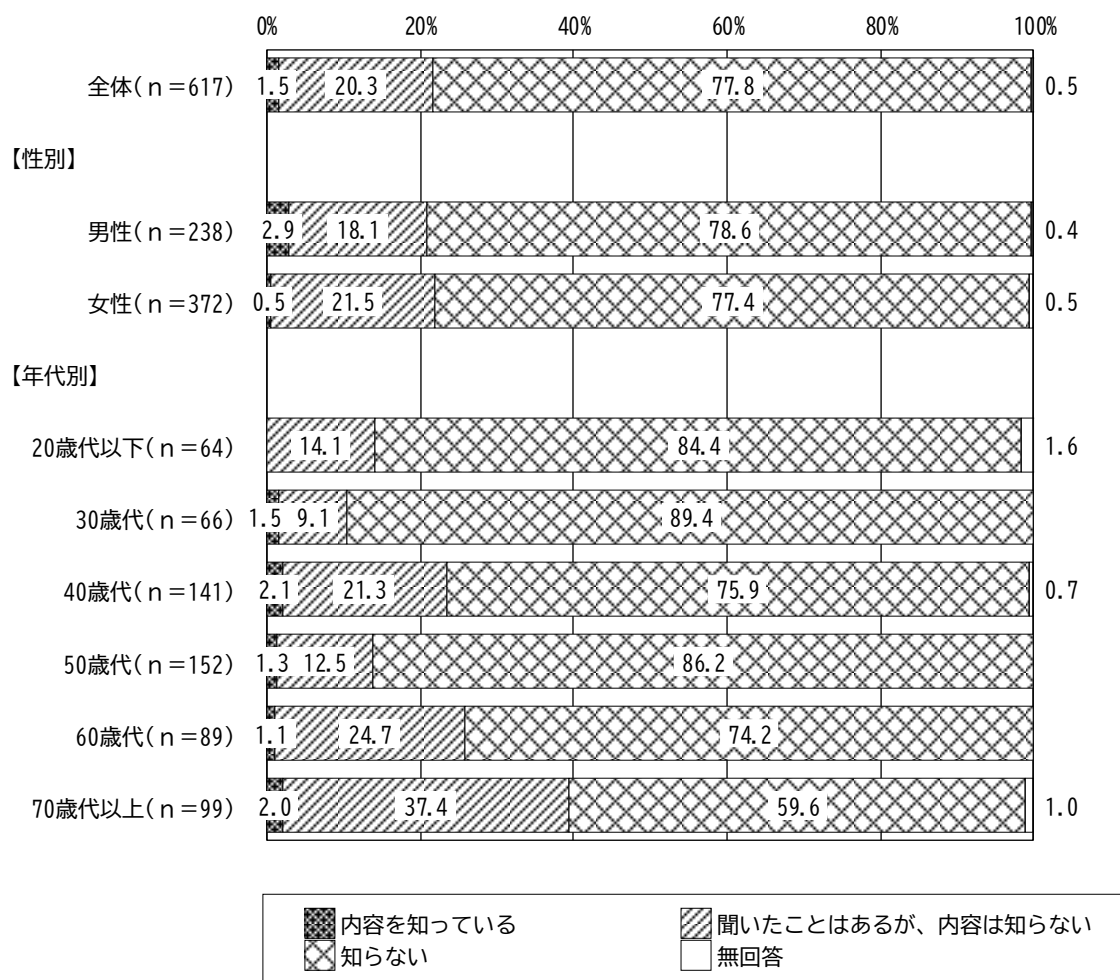 0% 20% 40% 60% 80% 100%
全体(ｎ＝617) 1.5 20.3 77.8 0.5
【性別】
男性(ｎ＝238) 2.9 18.1 78.6 0.4
女性(ｎ＝372) 0.5 21.5 77.4 0.5
【年代別】
20歳代以下(ｎ＝64) 14.1 84.4 1.6
30歳代(ｎ＝66) 1.5 9.1 89.4
40歳代(ｎ＝141) 2.1 21.3 75.9 0.7
50歳代(ｎ＝152) 1.3 12.5 86.2
60歳代(ｎ＝89) 1.1 24.7 74.2
70歳代以上(ｎ＝99) 2.0 37.4 59.6 1.0
内容を知っている 聞いたことはあるが、内容は知らない
知らない 無回答